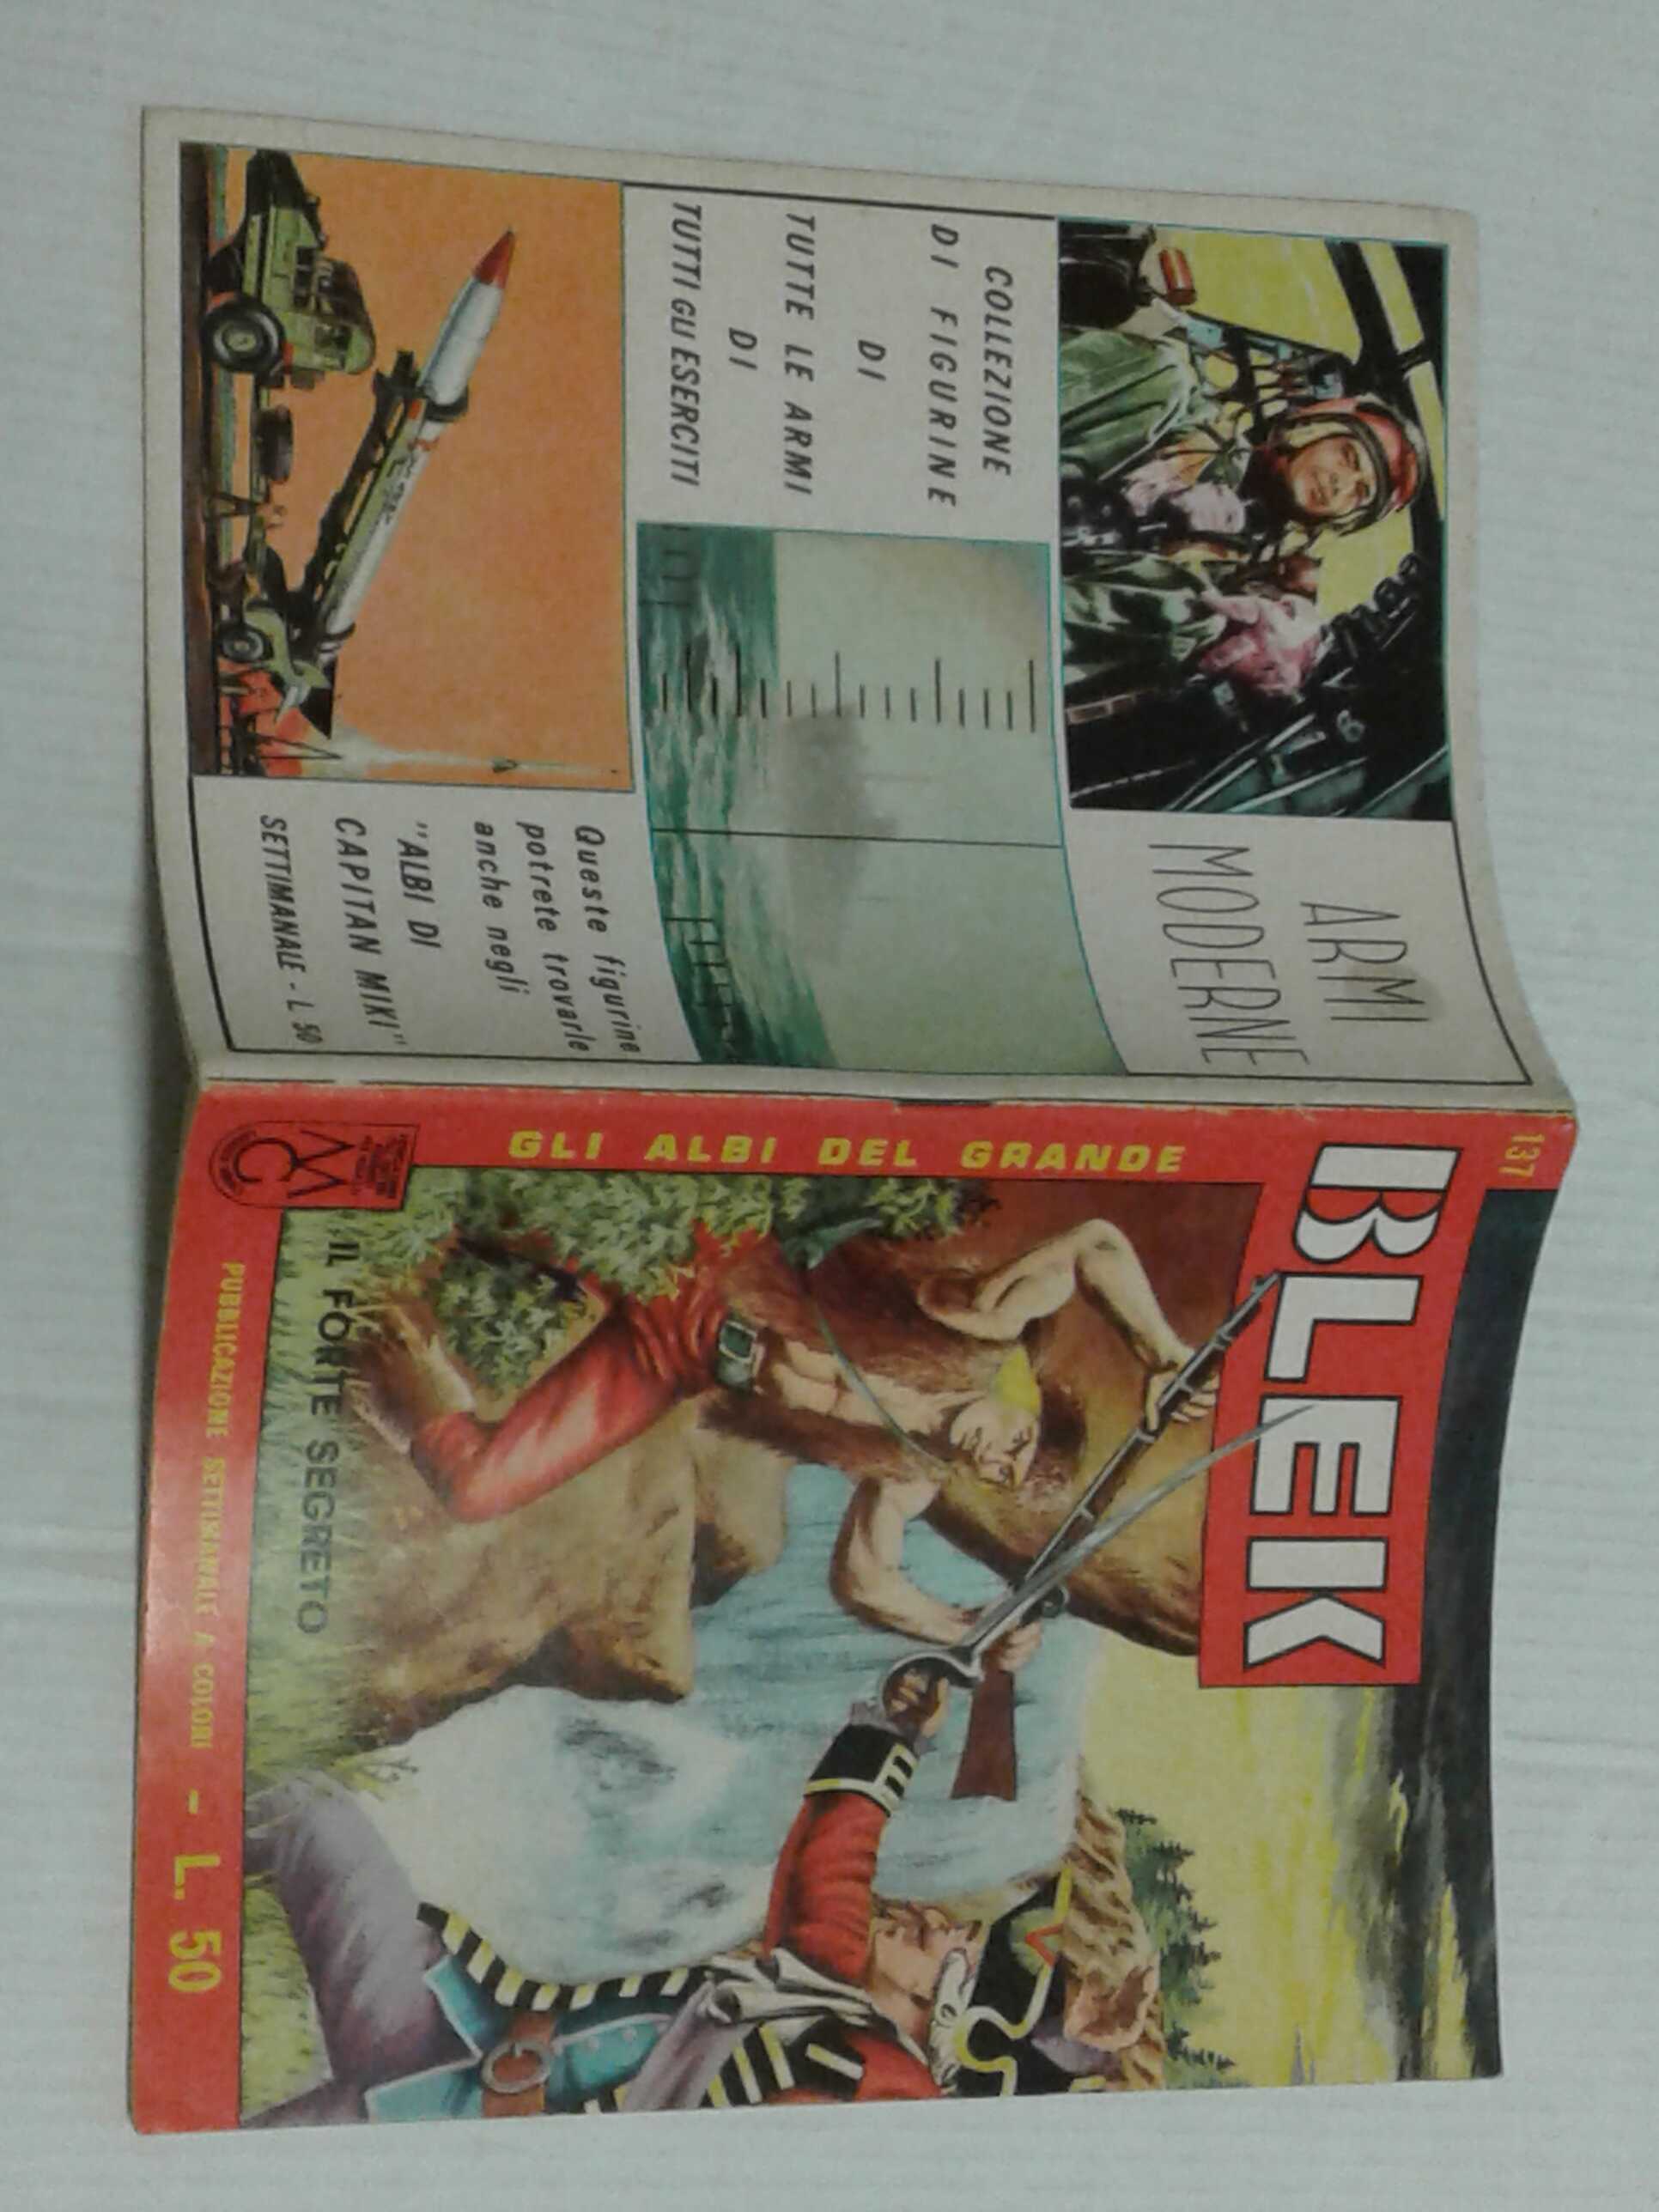 ARMI
MODERNE
COLLEZIONE
DI FIGURINE
DI
TUTTE LE ARMI
DI
TUTTI GLI ESERCITI
Queste figurine
potrete trovarle
anche negli
"ALBI DI
CAPITAN MIKI"
SETTIMANALE - L 50
137
BLEK
GLI ALBI DEL GRANDE
IL FORTE SEGRETO
PUBBLICAZIONE SETTIMANALE A COLORI - L. 50